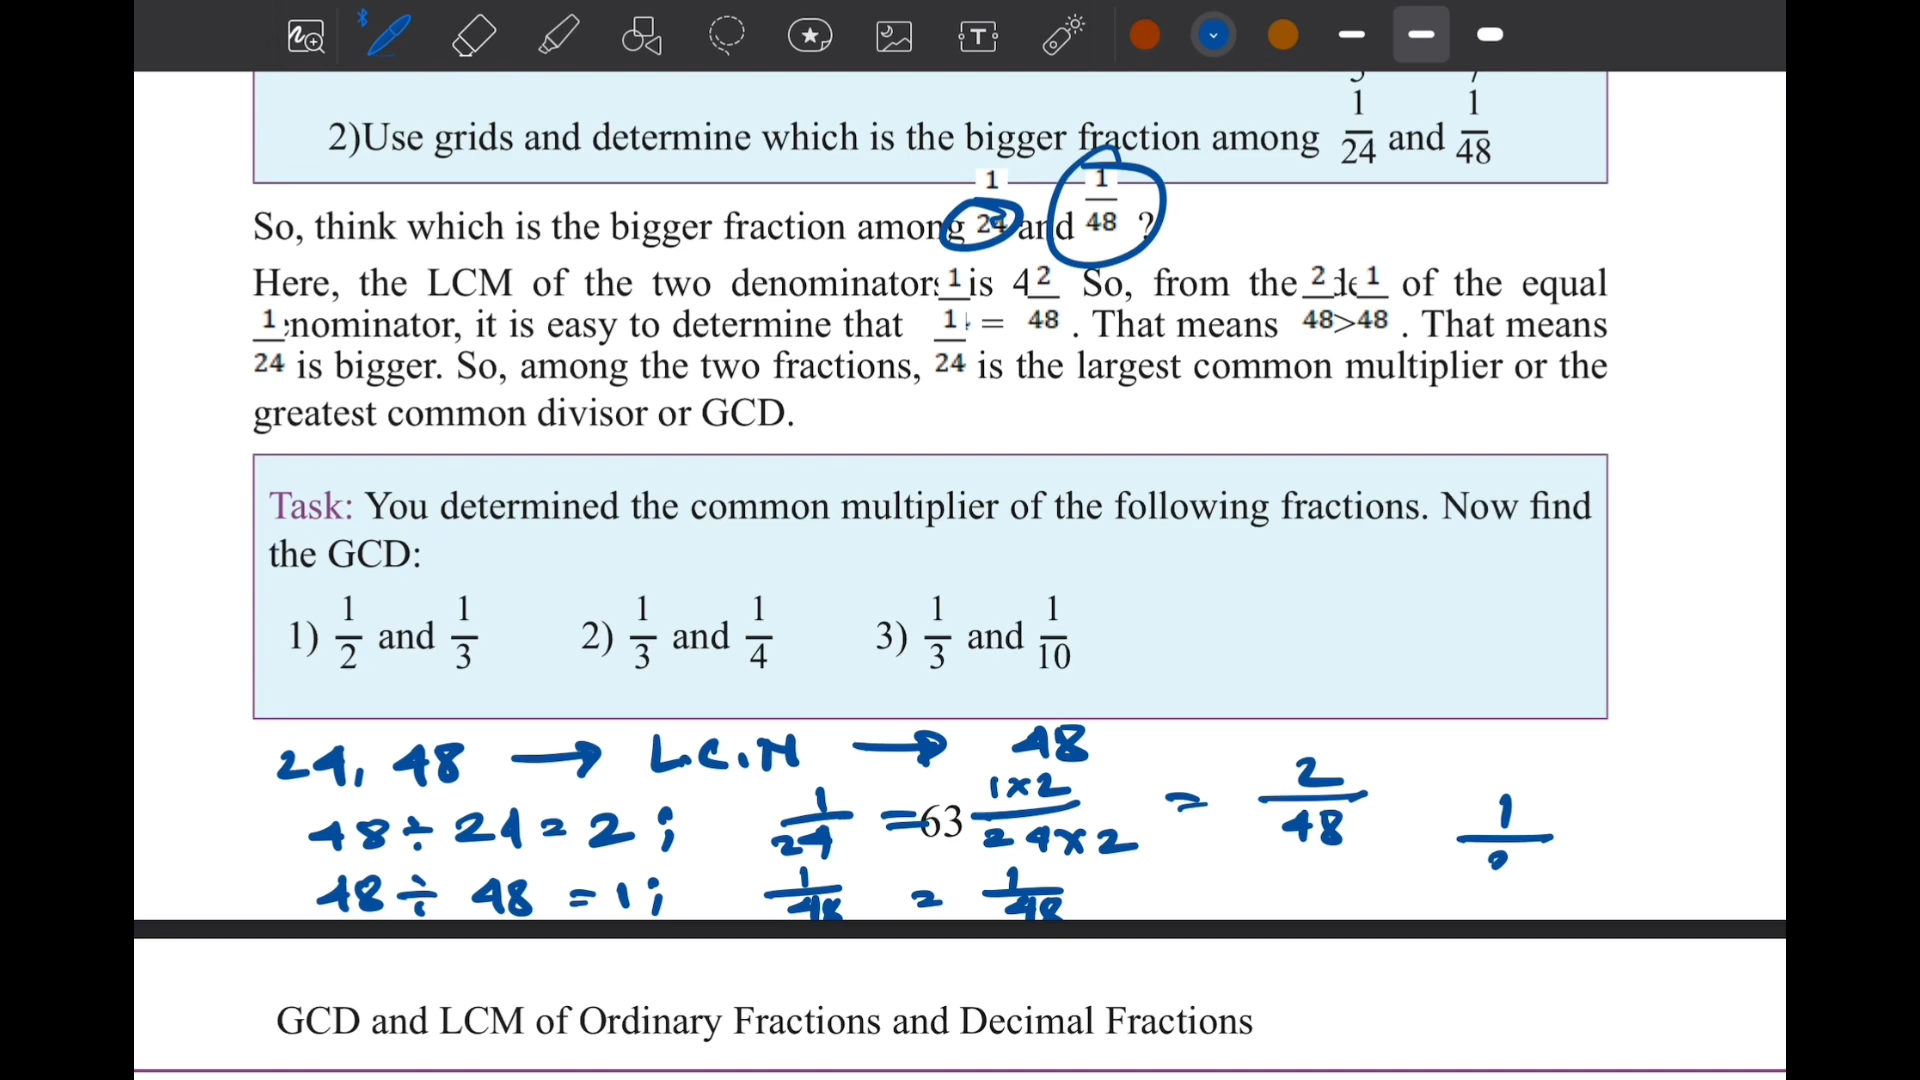 2)Use grids and determine which is the bigger fraction among 1/24 and 1/48
So, think which is the bigger fraction among 1/24 and 1/48 ?
Here, the LCM of the two denominators is 4 2 So, from the 2 1 of the equal
1 nominator, it is easy to determine that 1 = 48 . That means 48>48 . That means
24 is bigger. So, among the two fractions, 24 is the largest common multiplier or the
greatest common divisor or GCD.
Task: You determined the common multiplier of the following fractions. Now find
the GCD:
1) 1/2 and 1/3 2) 1/3 and 1/4 3) 1/3 and 1/10
24, 48 → L.C.M → 48
48 ÷ 24 = 2 ; 1/24 = 1×2/24×2 = 2/48 1
63
48 ÷ 48 = 1 ; 1/48 = 1/48
GCD and LCM of Ordinary Fractions and Decimal Fractions